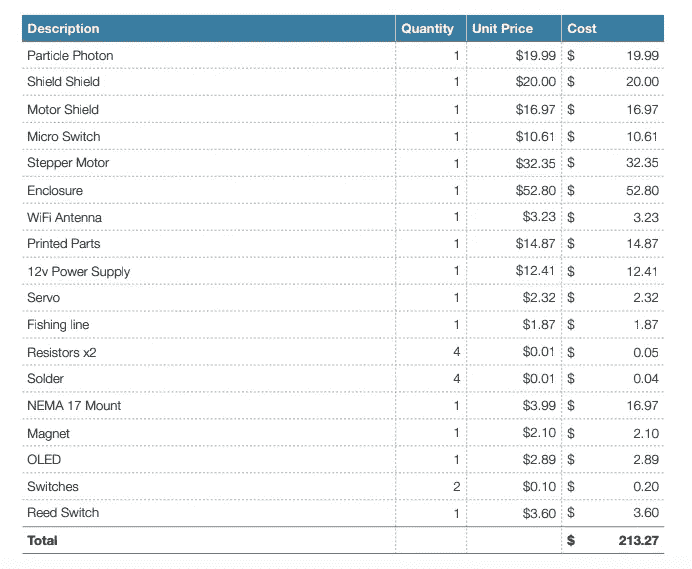 Description Quantity Unit Price Cost
Particle Photon 1 $19.99 $ 19.99
Shield Shield 1 $20.00 $ 20.00
Motor Shield 1 $16.97 $ 16.97
Micro Switch 1 $10.61 $ 10.61
Stepper Motor 1 $32.35 $ 32.35
Enclosure 1 $52.80 $ 52.80
WiFi Antenna 1 $3.23 $ 3.23
Printed Parts 1 $14.87 $ 14.87
12v Power Supply 1 $12.41 $ 12.41
Servo 1 $2.32 $ 2.32
Fishing line 1 $1.87 $ 1.87
Resistors x2 4 $0.01 $ 0.05
Solder 4 $0.01 $ 0.04
NEMA 17 Mount 1 $3.99 $ 16.97
Magnet 1 $2.10 $ 2.10
OLED 1 $2.89 $ 2.89
Switches 2 $0.10 $ 0.20
Reed Switch 1 $3.60 $ 3.60
Total $ 213.27